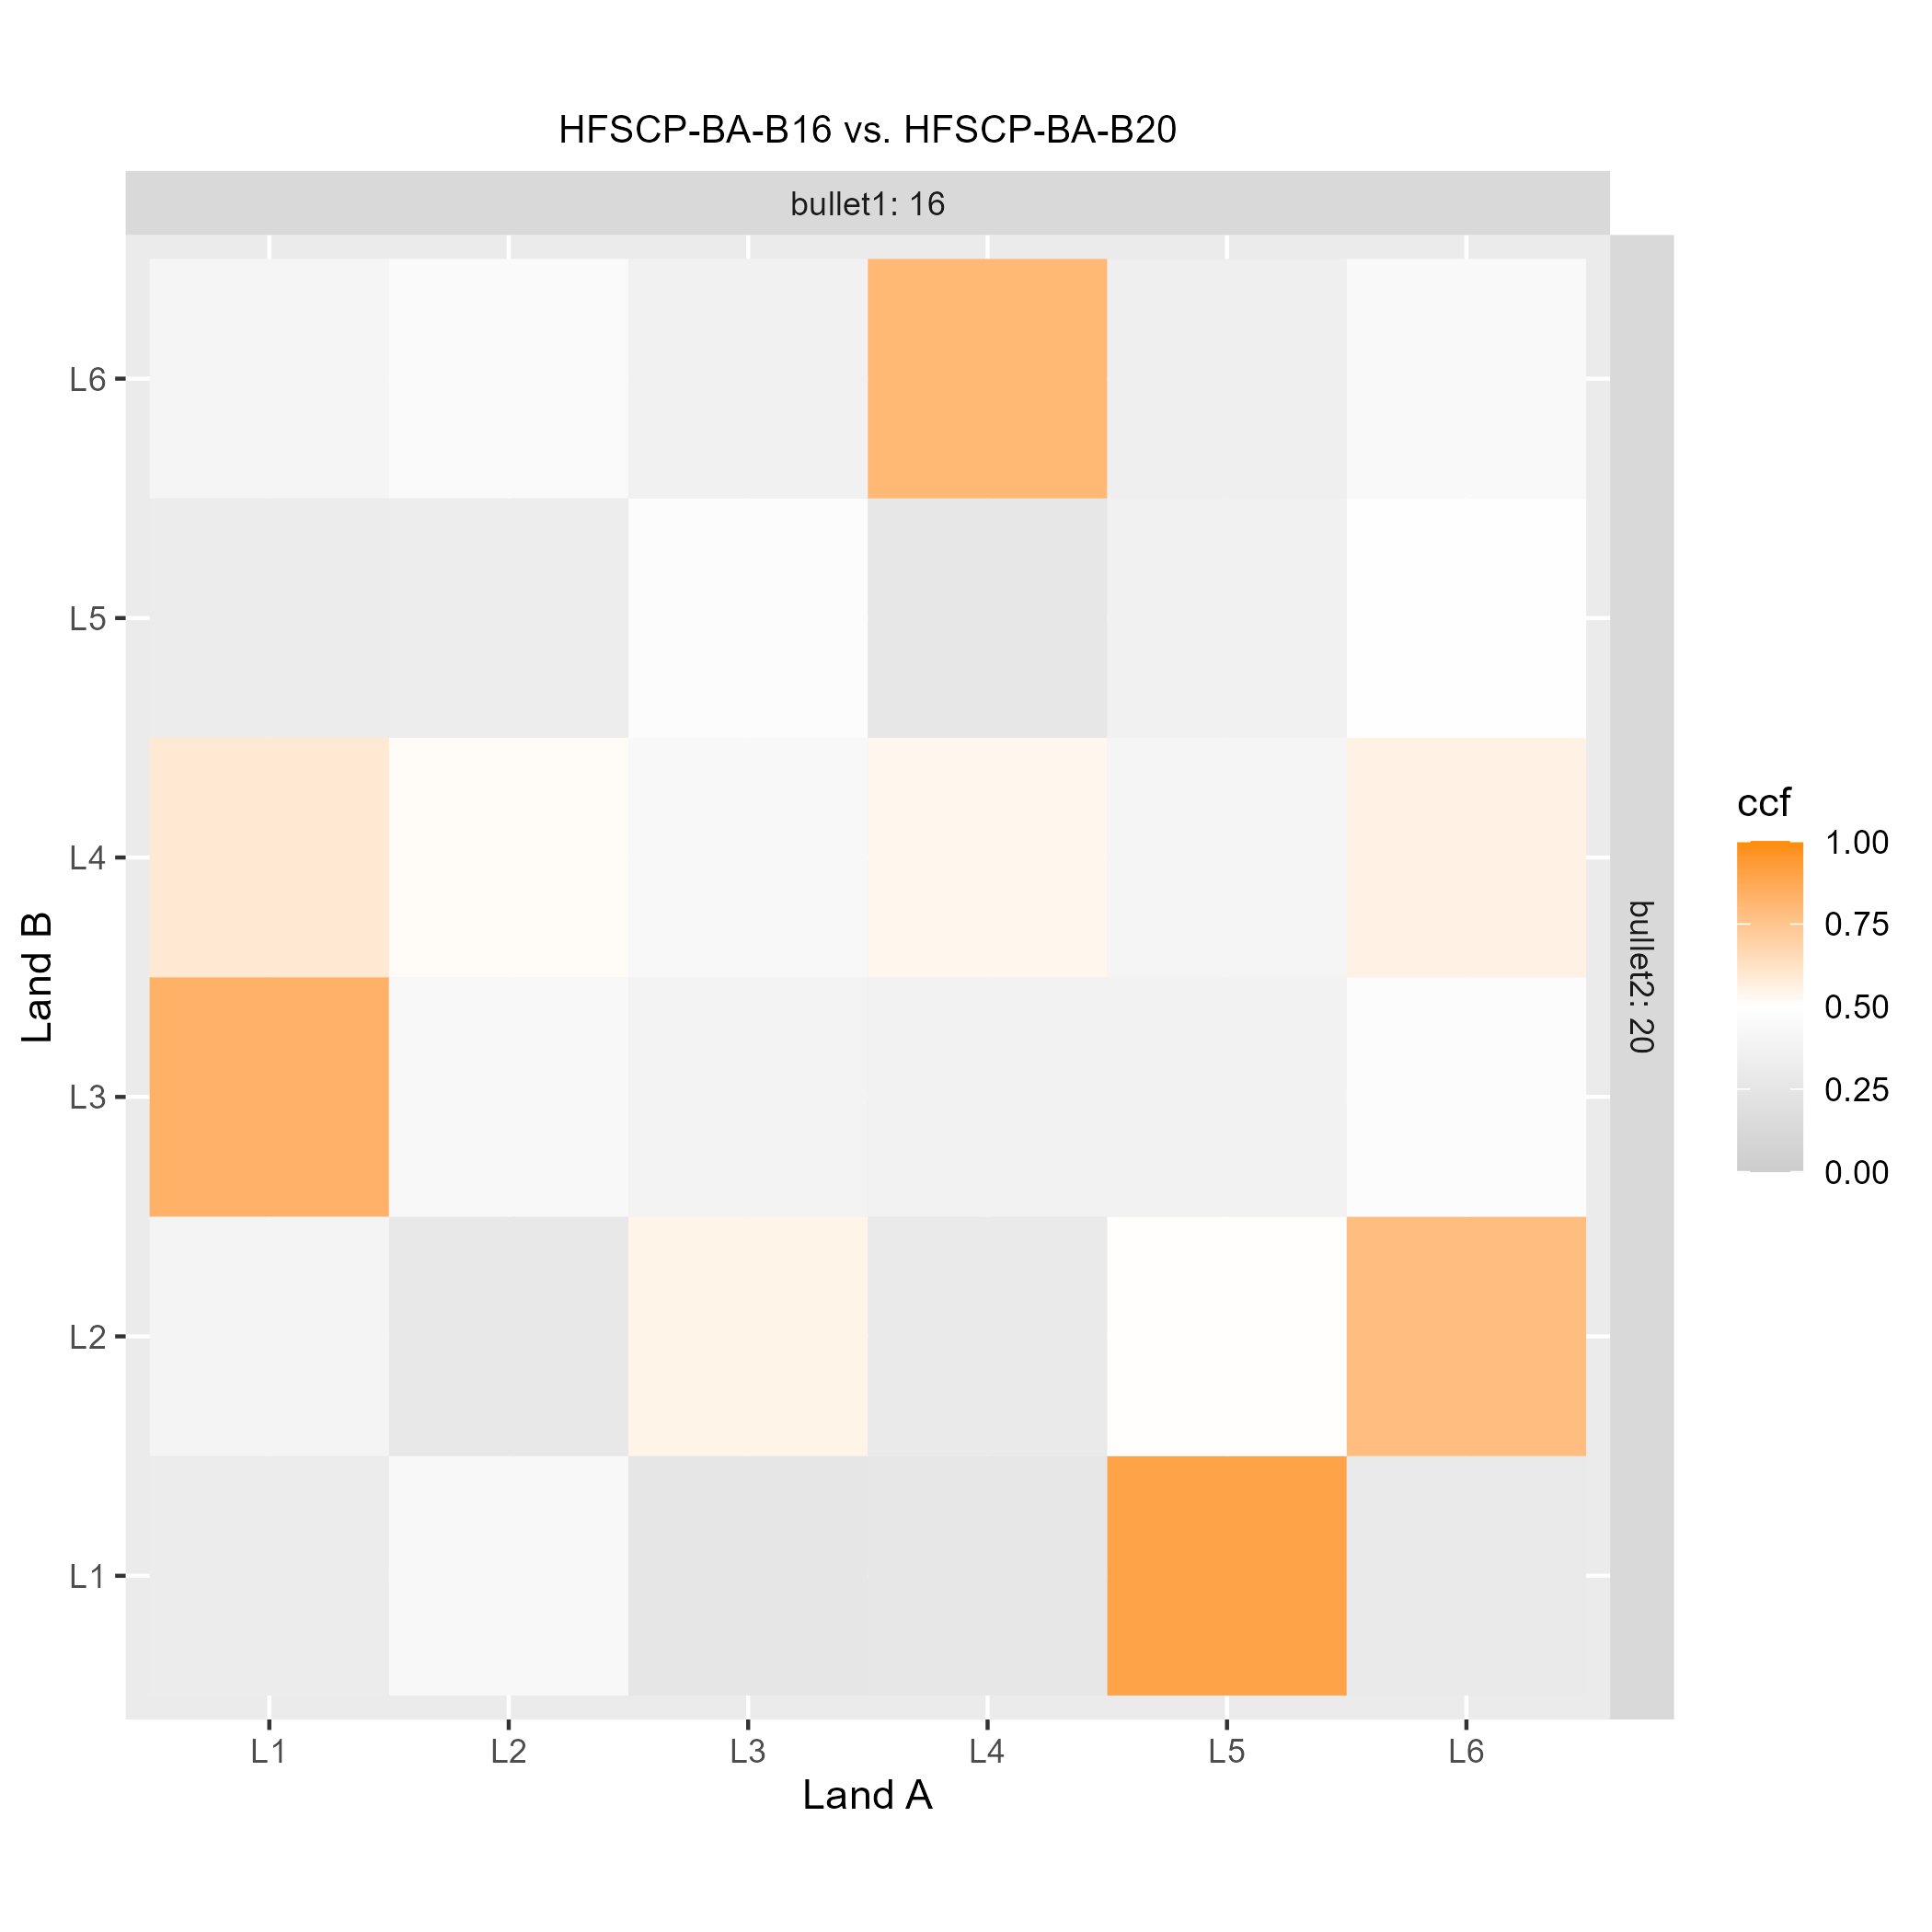 HFSCP-BA-B16 vs. HFSCP-BA-B20
bullet1: 16
L6
L5
L4
L3
L2
L1
Land B
bullet2: 20
L1
L2
L3
L4
L5
L6
Land A
ccf
1.00
0.75
0.50
0.25
0.00